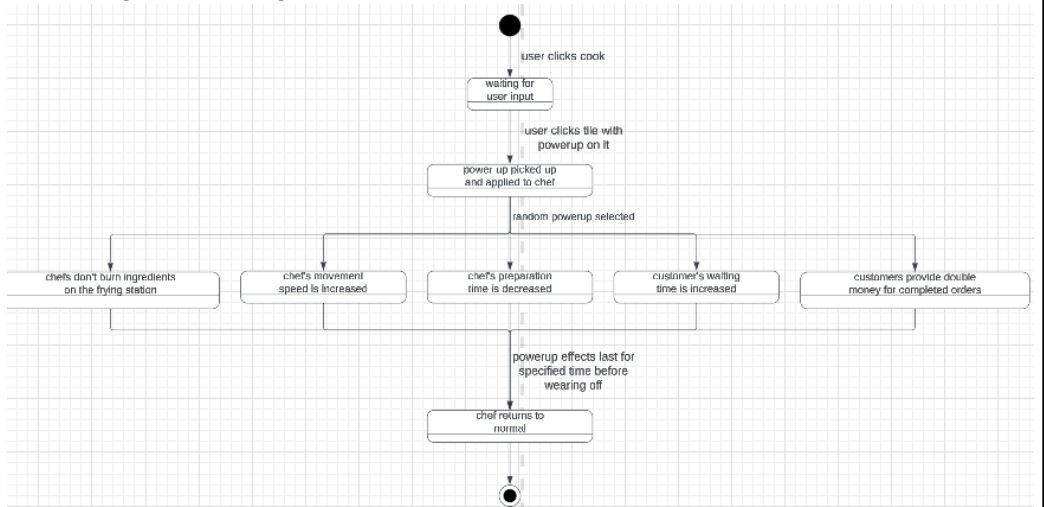 user clicks cook
waiting for
user input
user clicks tile with
powerup on it
power up picked up
and applied to chef
random powerup selected
chefs don't burn ingredients
on the frying station
chef's movement
speed is increased
chef's preparation
time is decreased
customer's waiting
time is increased
customers provide double
money for completed orders
powerup effects last for
specified time before
wearing off
chef returns to
normal